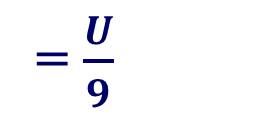 = U/9